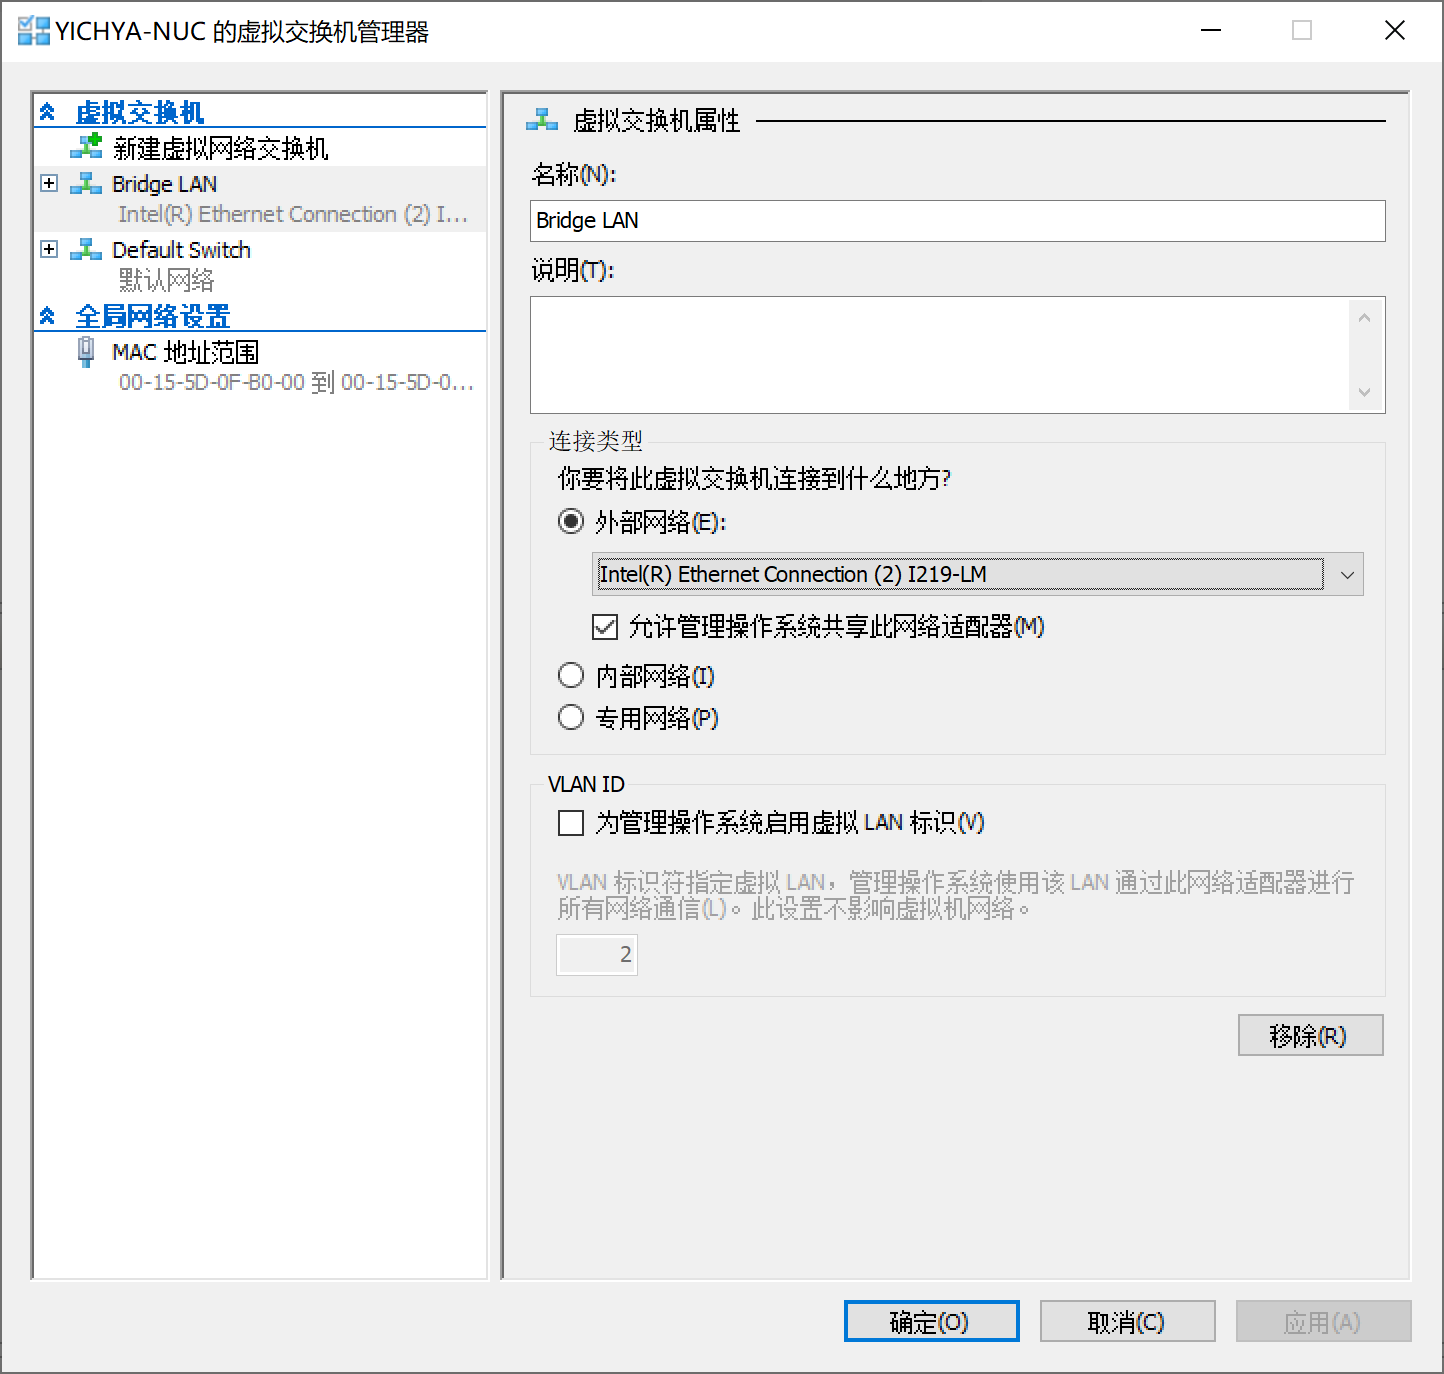 YICHYA-NUC 的虚拟交换机管理器
虚拟交换机
新建虚拟网络交换机
Bridge LAN
Intel(R) Ethernet Connection (2) I...
Default Switch
默认网络
全局网络设置
MAC 地址范围
00-15-5D-0F-B0-00 到 00-15-5D-0...
虚拟交换机属性
名称(N):
Bridge LAN
说明(T):
连接类型
你要将此虚拟交换机连接到什么地方?
外部网络(E):
Intel(R) Ethernet Connection (2) I219-LM
允许管理操作系统共享此网络适配器(M)
内部网络(I)
专用网络(P)
VLAN ID
为管理操作系统启用虚拟 LAN 标识(V)
VLAN 标识符指定虚拟 LAN，管理操作系统使用该 LAN 通过此网络适配器进行
所有网络通信(L)。此设置不影响虚拟机网络。
2
移除(R)
确定(O)
取消(C)
应用(A)